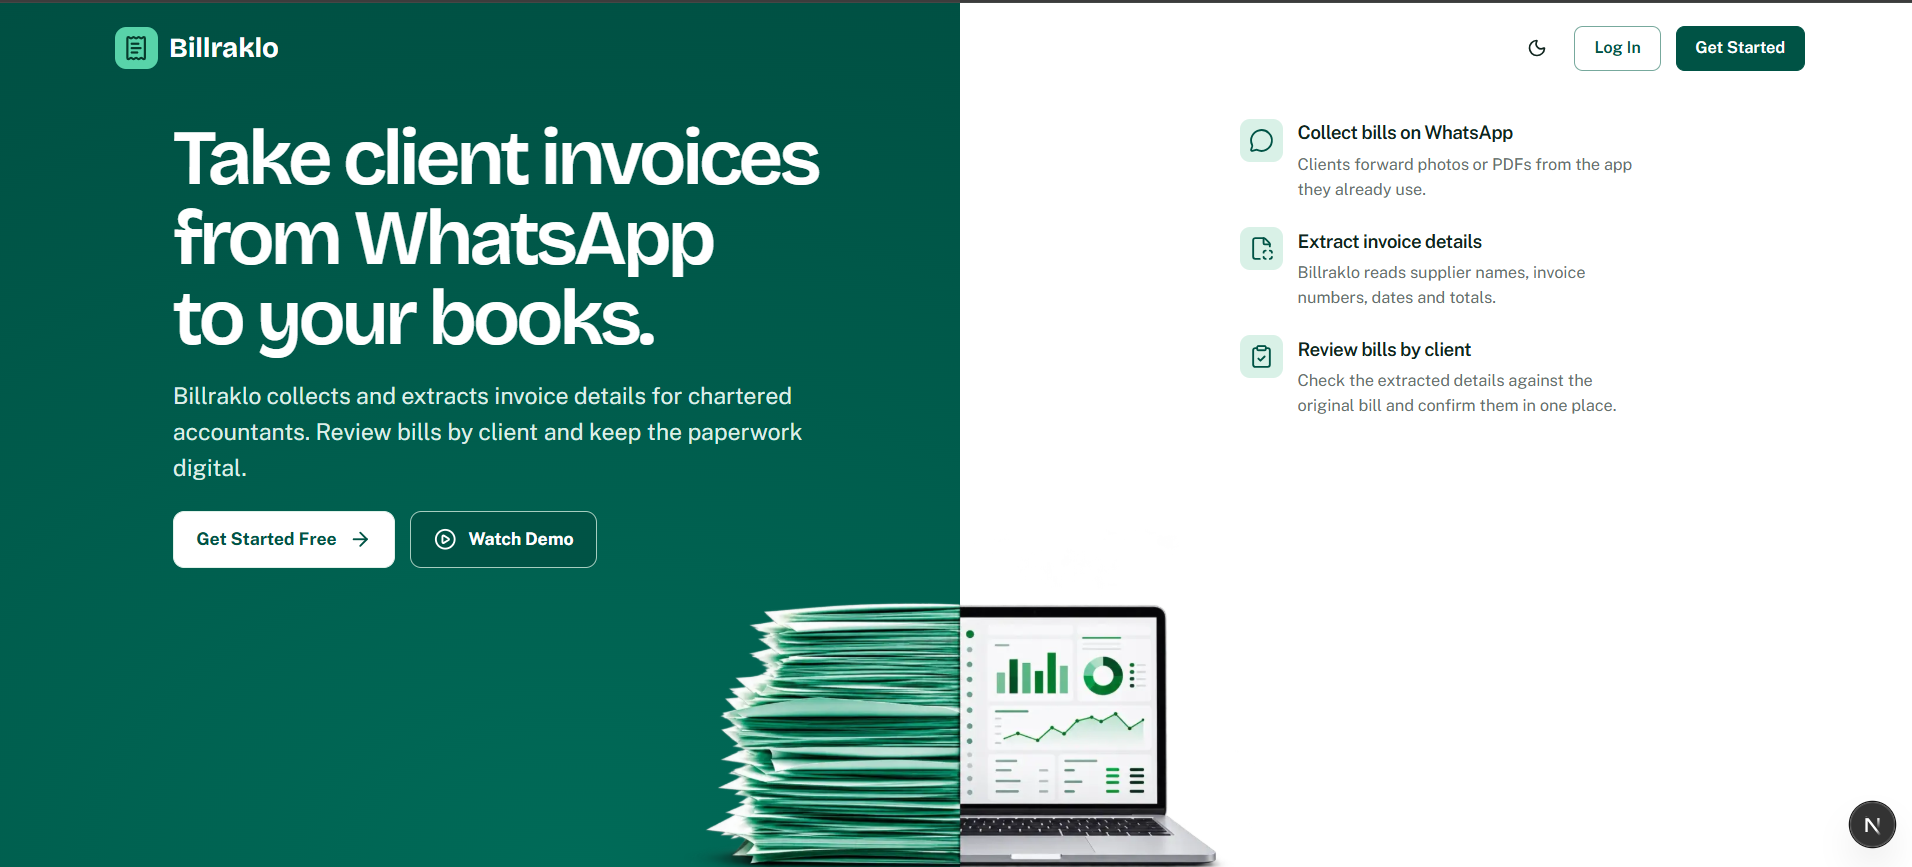 Billraklo
Log In
Get Started
Take client invoices
from WhatsApp
to your books.
Billraklo collects and extracts invoice details for chartered
accountants. Review bills by client and keep the paperwork
digital.
Get Started Free
Watch Demo
Collect bills on WhatsApp
Clients forward photos or PDFs from the app
they already use.
Extract invoice details
Billraklo reads supplier names, invoice
numbers, dates and totals.
Review bills by client
Check the extracted details against the
original bill and confirm them in one place.
N